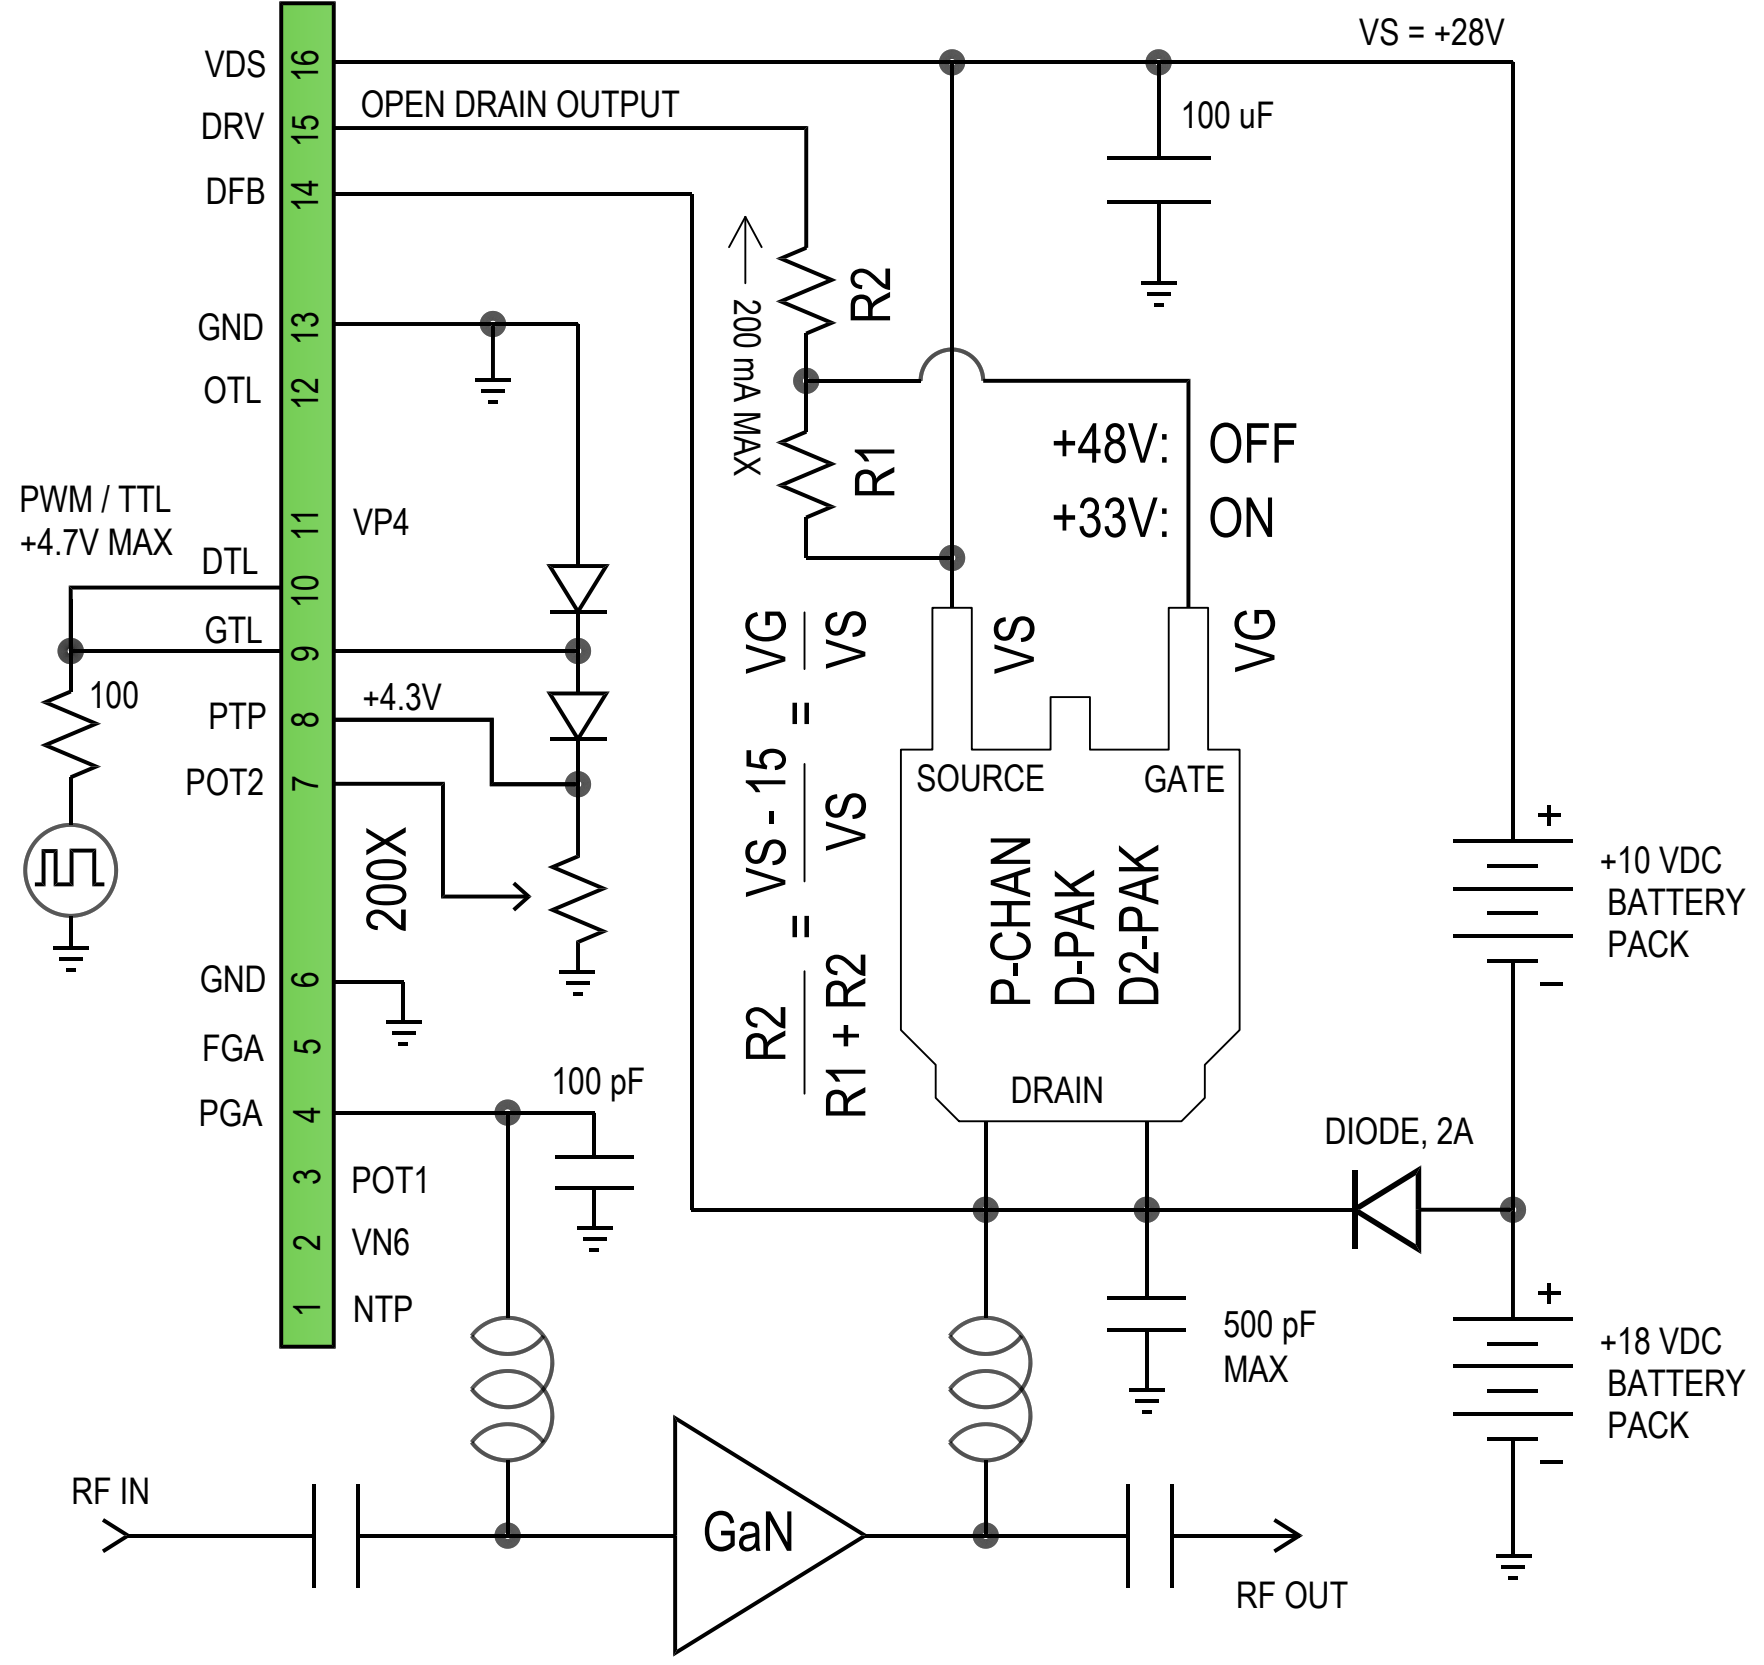 VS = +28V
VDS
16
OPEN DRAIN OUTPUT
DRV
15
100 uF
DFB
14
GND
13
OTL
12
R2
200 mA MAX
R1
+48V: OFF
+33V: ON
PWM / TTL
+4.7V MAX
11
VP4
DTL
10
GTL
9
100
PTP
8
+4.3V
POT2
7
200X
GND
6
FGA
5
PGA
4
100 pF
3
POT1
2
VN6
1
NTP
R2
R1 + R2
=
VS - 15
VS
=
VG
VS
VS
VG
SOURCE
GATE
P-CHAN
D-PAK
D2-PAK
DRAIN
+
+10 VDC
BATTERY
PACK
–
DIODE, 2A
+
+18 VDC
BATTERY
PACK
–
500 pF
MAX
RF IN
GaN
RF OUT